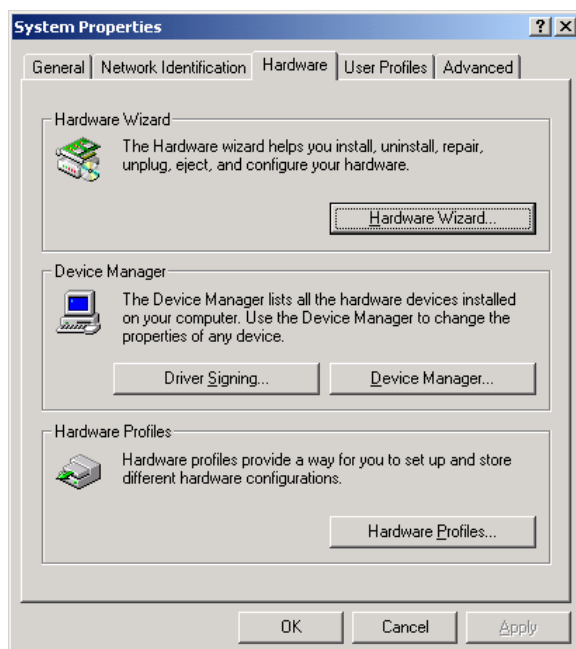 System Properties
General Network Identification Hardware User Profiles Advanced
Hardware Wizard
The Hardware wizard helps you install, uninstall, repair,
unplug, eject, and configure your hardware.
Hardware Wizard...
Device Manager
The Device Manager lists all the hardware devices installed
on your computer. Use the Device Manager to change the
properties of any device.
Driver Signing... Device Manager...
Hardware Profiles
Hardware profiles provide a way for you to set up and store
different hardware configurations.
Hardware Profiles...
OK Cancel Apply